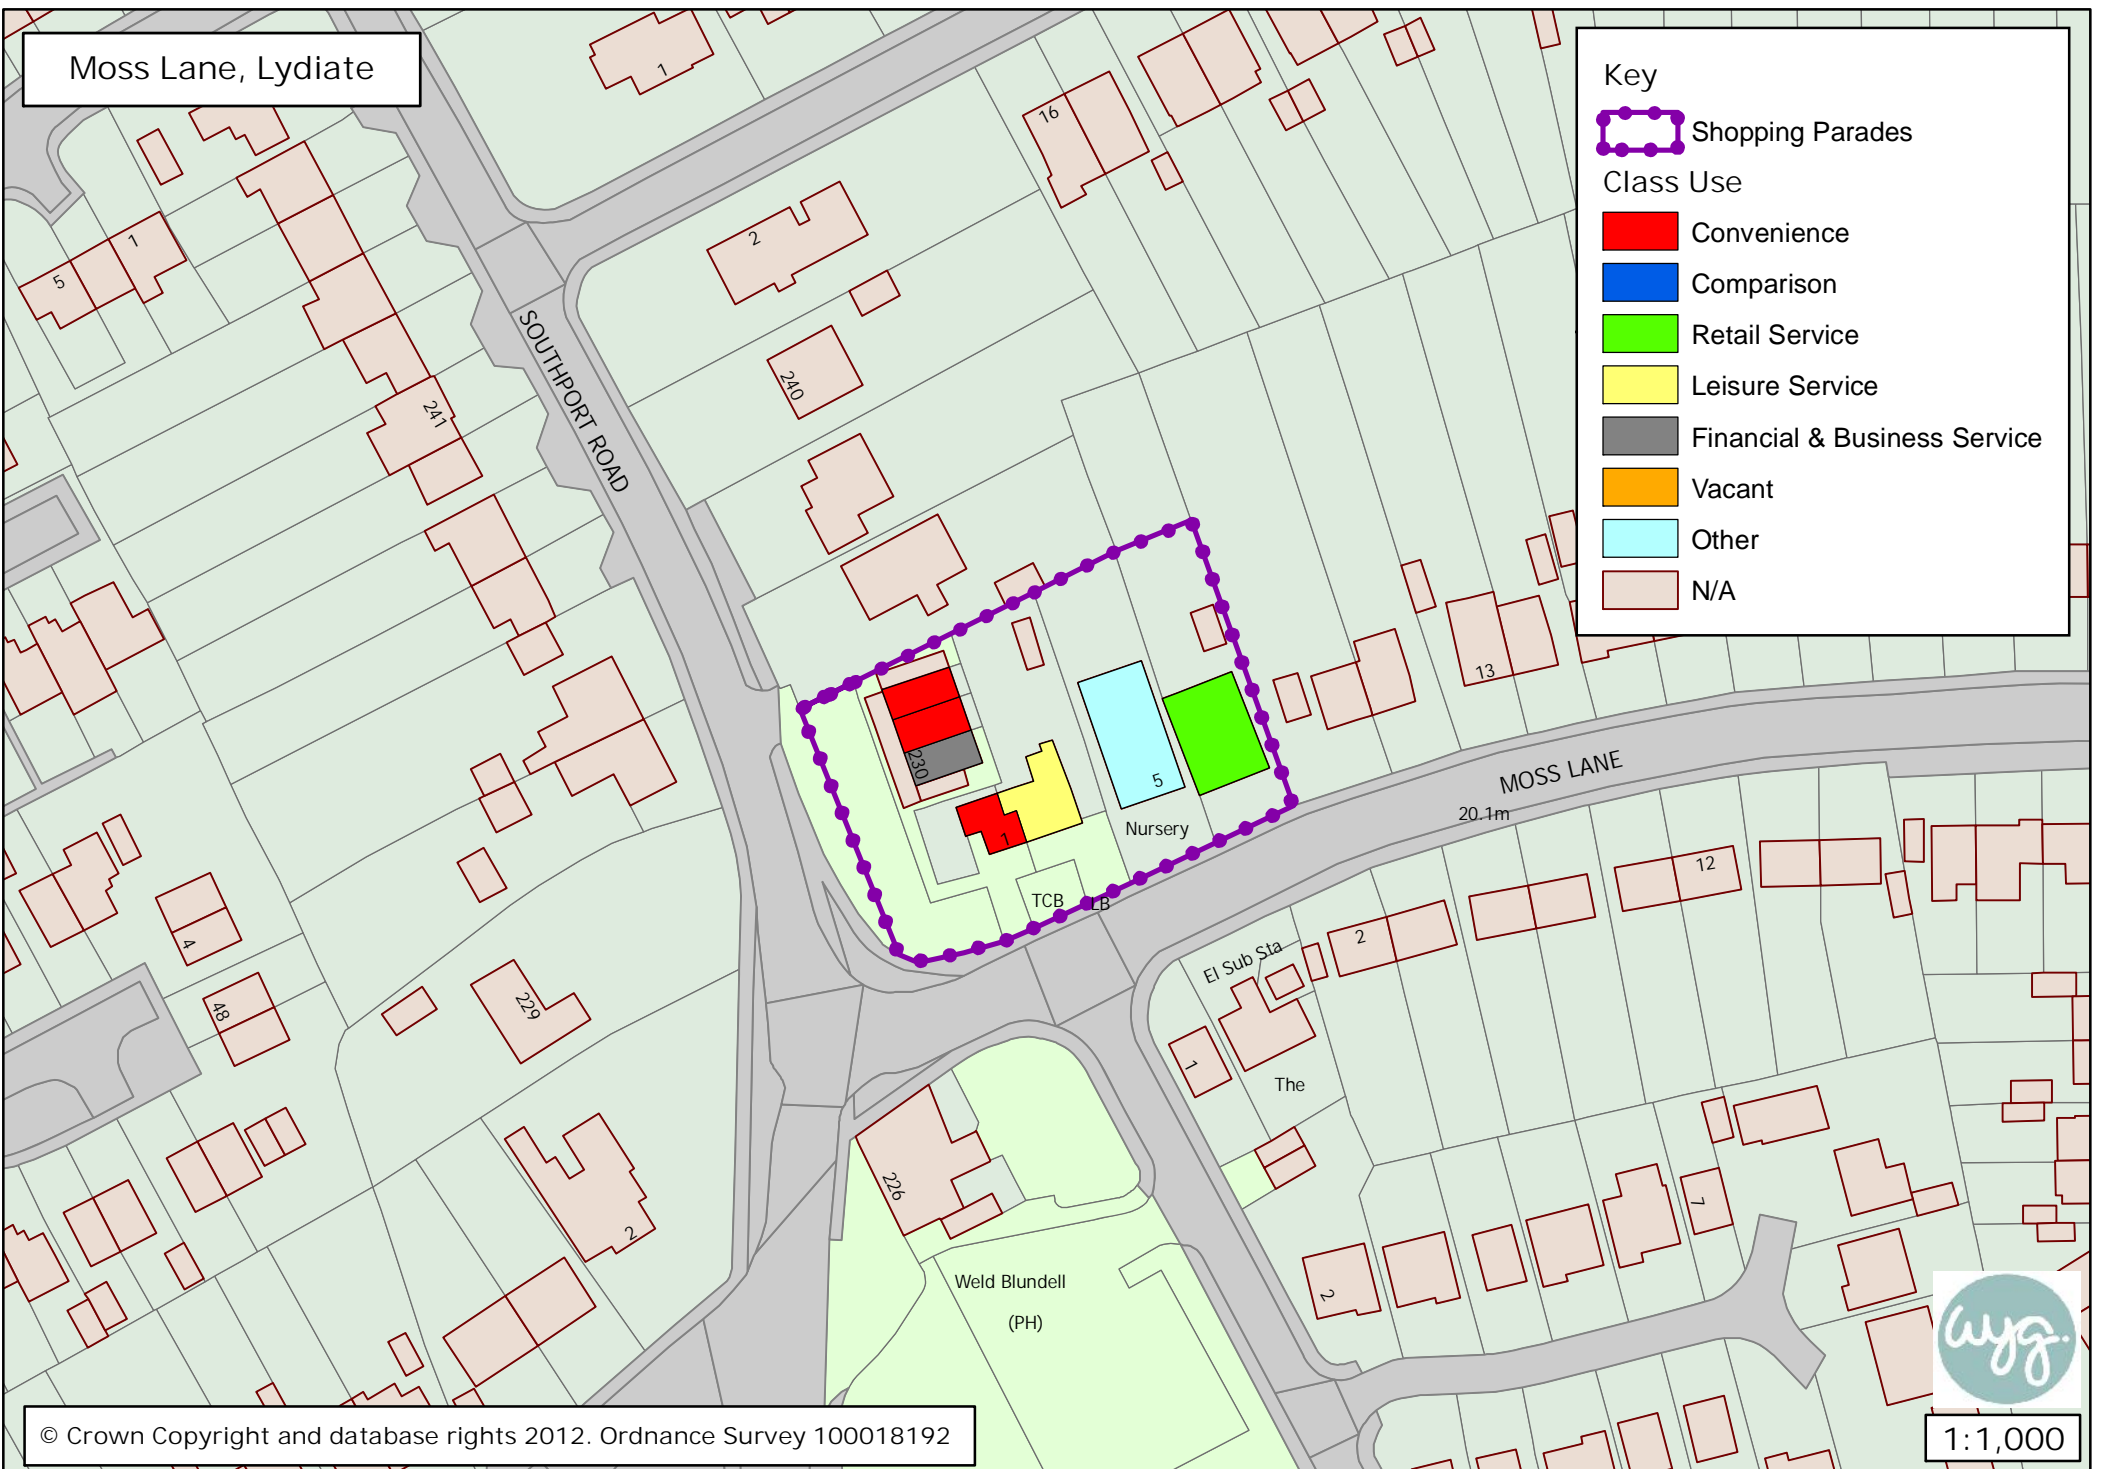 Moss Lane, Lydiate
Key
Shopping Parades
Class Use
Convenience
Comparison
Retail Service
Leisure Service
Financial & Business Service
Vacant
Other
N/A
1
16
1
5
2
SOUTHPORT ROAD
240
241
13
230
5
MOSS LANE
20.1m
1
Nursery
12
TCB
LB
2
4
El Sub Sta
48
229
1
The
226
7
2
Weld Blundell
(PH)
2
ayg.
© Crown Copyright and database rights 2012. Ordnance Survey 100018192
1:1,000